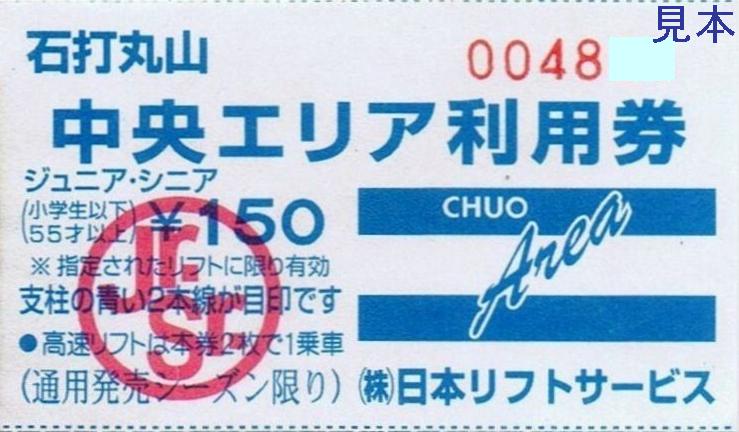 見本
石打丸山
0048
中央エリア利用券
ジュニア・シニア
(小学生以下)
(55才以上)
¥150
※指定されたリフトに限り有効
支柱の青い2本線が目印です
●高速リフトは本券2枚で1乗車
(通用発売シーズン限り)
CHUO
Area
Jr
Sr
(株)日本リフトサービス